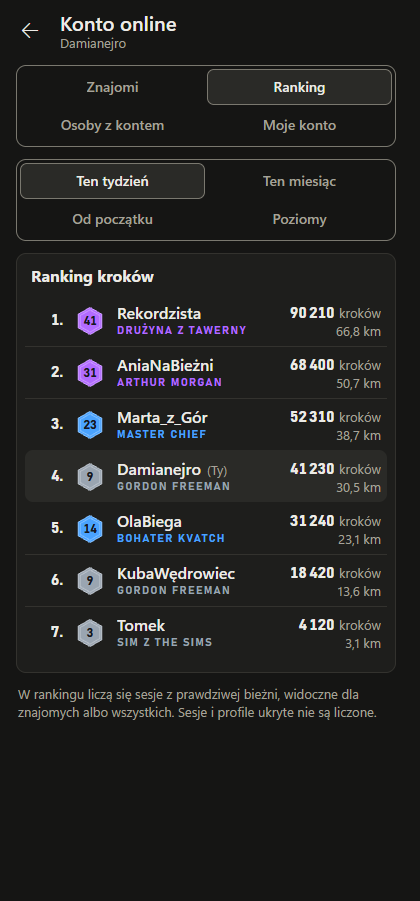 Konto online
Damianejro
Znajomi
Ranking
Osoby z kontem
Moje konto
Ten tydzień
Ten miesiąc
Od początku
Poziomy
Ranking kroków
1. 41 Rekordzista 90 210 kroków
DRUŻYNA Z TAWERNY 66,8 km
2. 31 AniaNaBieżni 68 400 kroków
ARTHUR MORGAN 50,7 km
3. 23 Marta_z_Gór 52 310 kroków
MASTER CHIEF 38,7 km
4. 9 Damianejro (Ty) 41 230 kroków
GORDON FREEMAN 30,5 km
5. 14 OlaBiega 31 240 kroków
BOHATER KVATCH 23,1 km
6. 9 KubaWędrowiec 18 420 kroków
GORDON FREEMAN 13,6 km
7. 3 Tomek 4 120 kroków
SIM Z THE SIMS 3,1 km
W rankingu liczą się sesje z prawdziwej bieżni, widoczne dla
znajomych albo wszystkich. Sesje i profile ukryte nie są liczone.